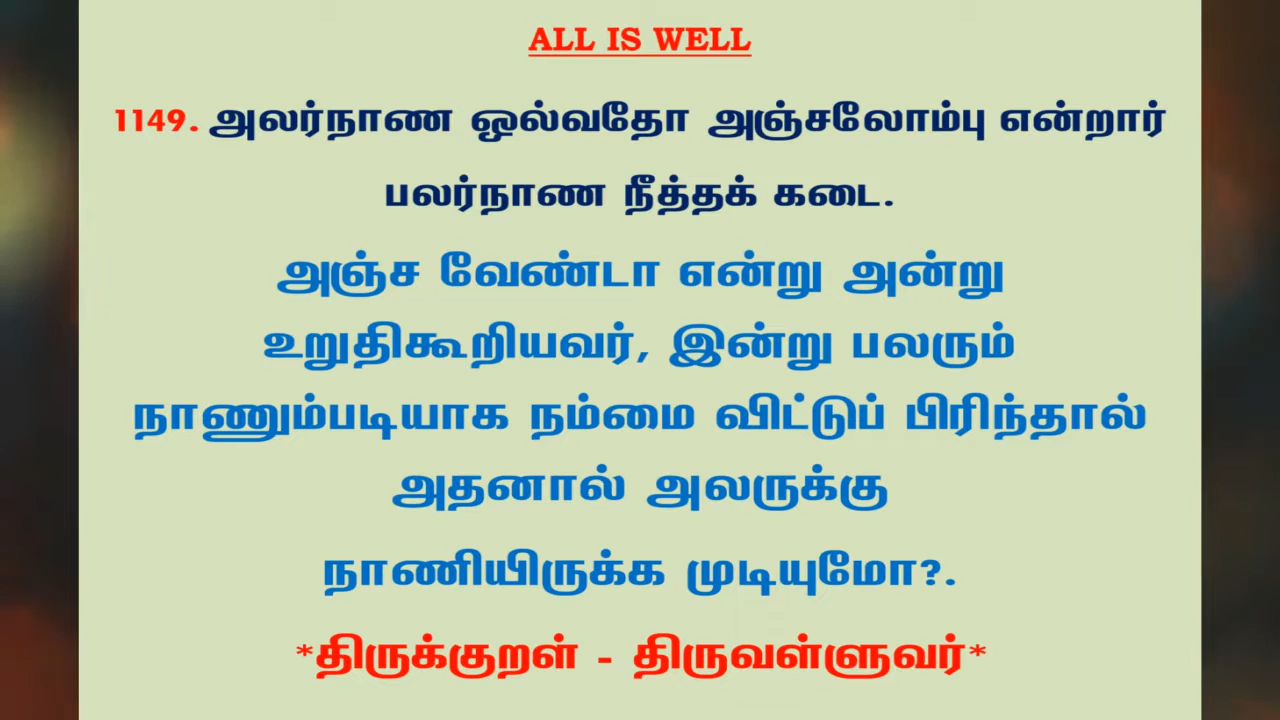 ALL IS WELL
1149. அலர்நாண ஒல்வதோ அஞ்சலோம்பு என்றார்
பலர்நாண நீத்தக் கடை.
அஞ்ச வேண்டா என்று அன்று
உறுதிகூறியவர், இன்று பலரும்
நாணும்படியாக நம்மை விட்டுப் பிரிந்தால்
அதனால் அலருக்கு
நாணியிருக்க முடியுமோ?.
*திருக்குறள் - திருவள்ளுவர்*